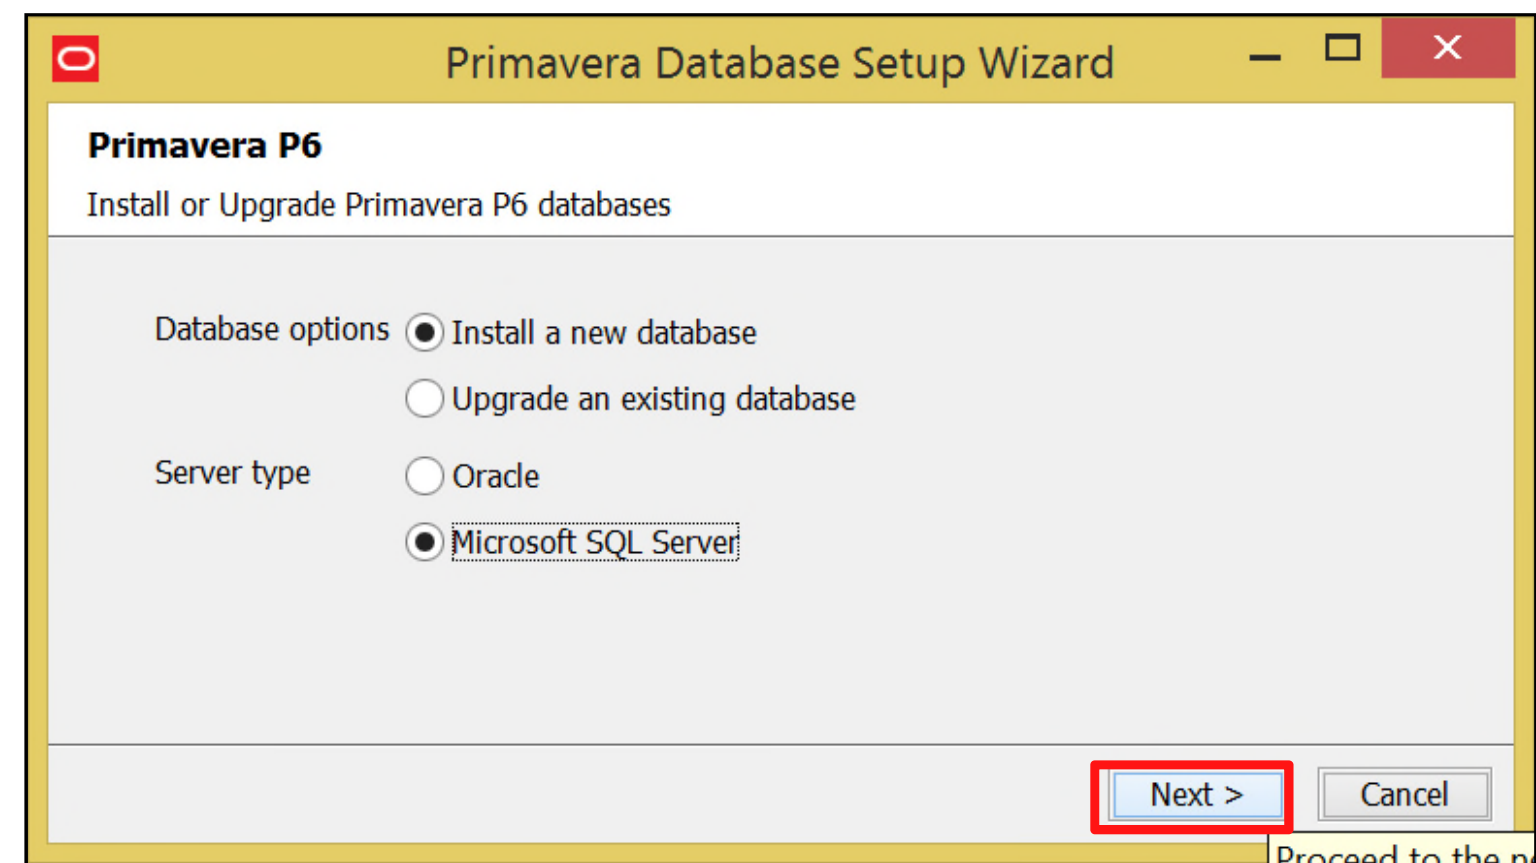 Primavera Database Setup Wizard
Primavera P6
Install or Upgrade Primavera P6 databases
Database options Install a new database
Upgrade an existing database
Server type Oracle
Microsoft SQL Server
Next > Cancel
Proceed to the